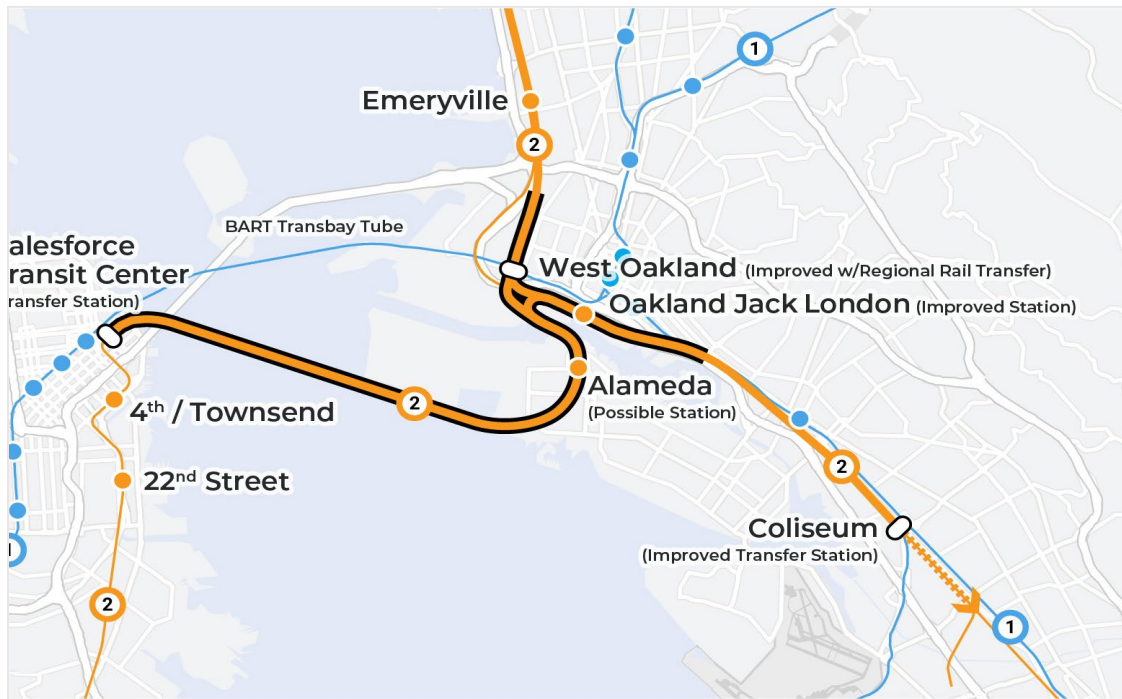 1
Emeryville
2
BART Transbay Tube
alesforce
ransit Center
ransfer Station)
West Oakland (Improved w/Regional Rail Transfer)
Oakland Jack London (Improved Station)
Alameda
(Possible Station)
2
4th / Townsend
22nd Street
2
Coliseum
(Improved Transfer Station)
1
2
1